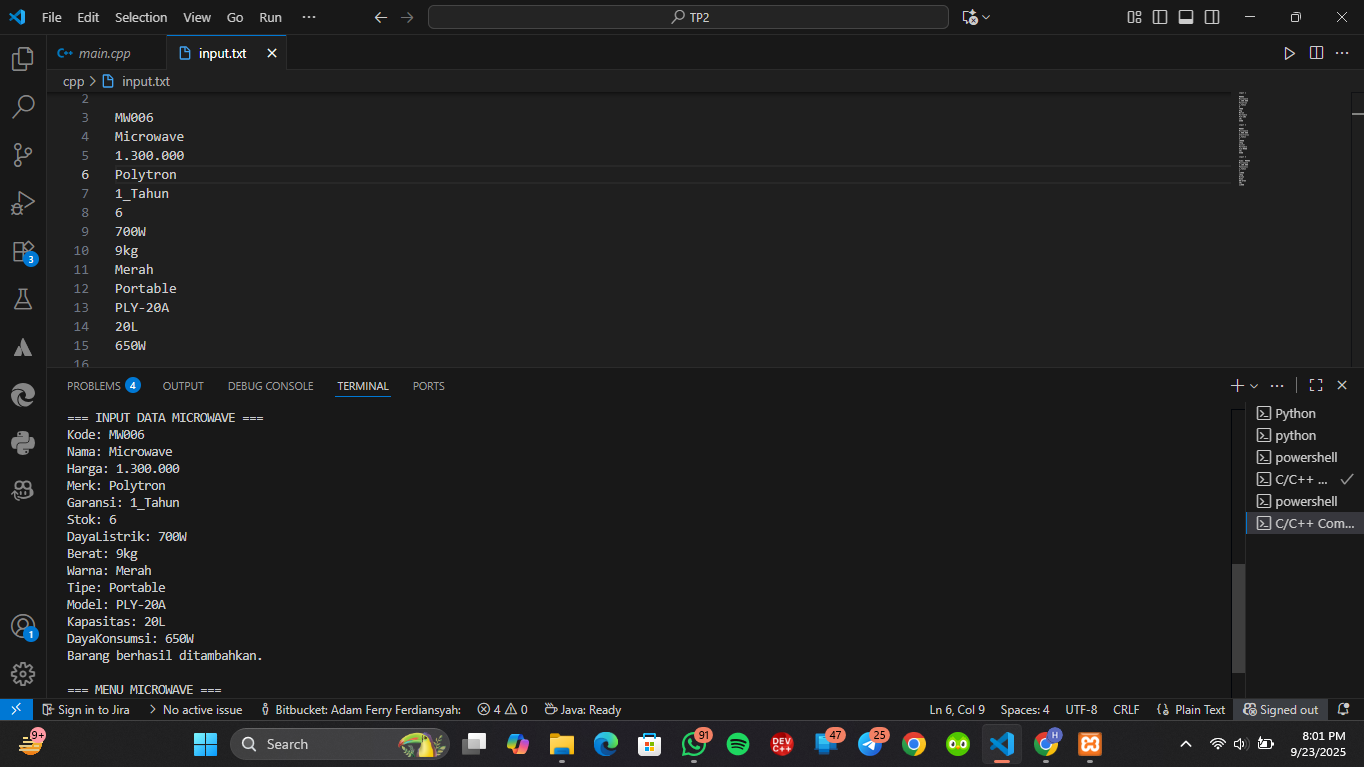 File Edit Selection View Go Run ··· TP2
main.cpp input.txt
cpp > input.txt
2
3 MW006
4 Microwave
5 1.300.000
6 Polytron
7 1_Tahun
8 6
9 700W
10 9kg
11 Merah
12 Portable
13 PLY-20A
14 20L
15 650W
16
PROBLEMS 4 OUTPUT DEBUG CONSOLE TERMINAL PORTS
=== INPUT DATA MICROWAVE ===
Kode: MW006
Nama: Microwave
Harga: 1.300.000
Merk: Polytron
Garansi: 1_Tahun
Stok: 6
DayaListrik: 700W
Berat: 9kg
Warna: Merah
Tipe: Portable
Model: PLY-20A
Kapasitas: 20L
DayaKonsumsi: 650W
Barang berhasil ditambahkan.
=== MENU MICROWAVE ===
Python
python
powershell
C/C++ ...
powershell
C/C++ Com...
3
1
Sign in to Jira No active issue Bitbucket: Adam Ferry Ferdiansyah: 4 0 Java: Ready Ln 6, Col 9 Spaces: 4 UTF-8 CRLF Plain Text Signed out
9+ Search 91 DEV C++ 47 25 H 8:01 PM
9/23/2025